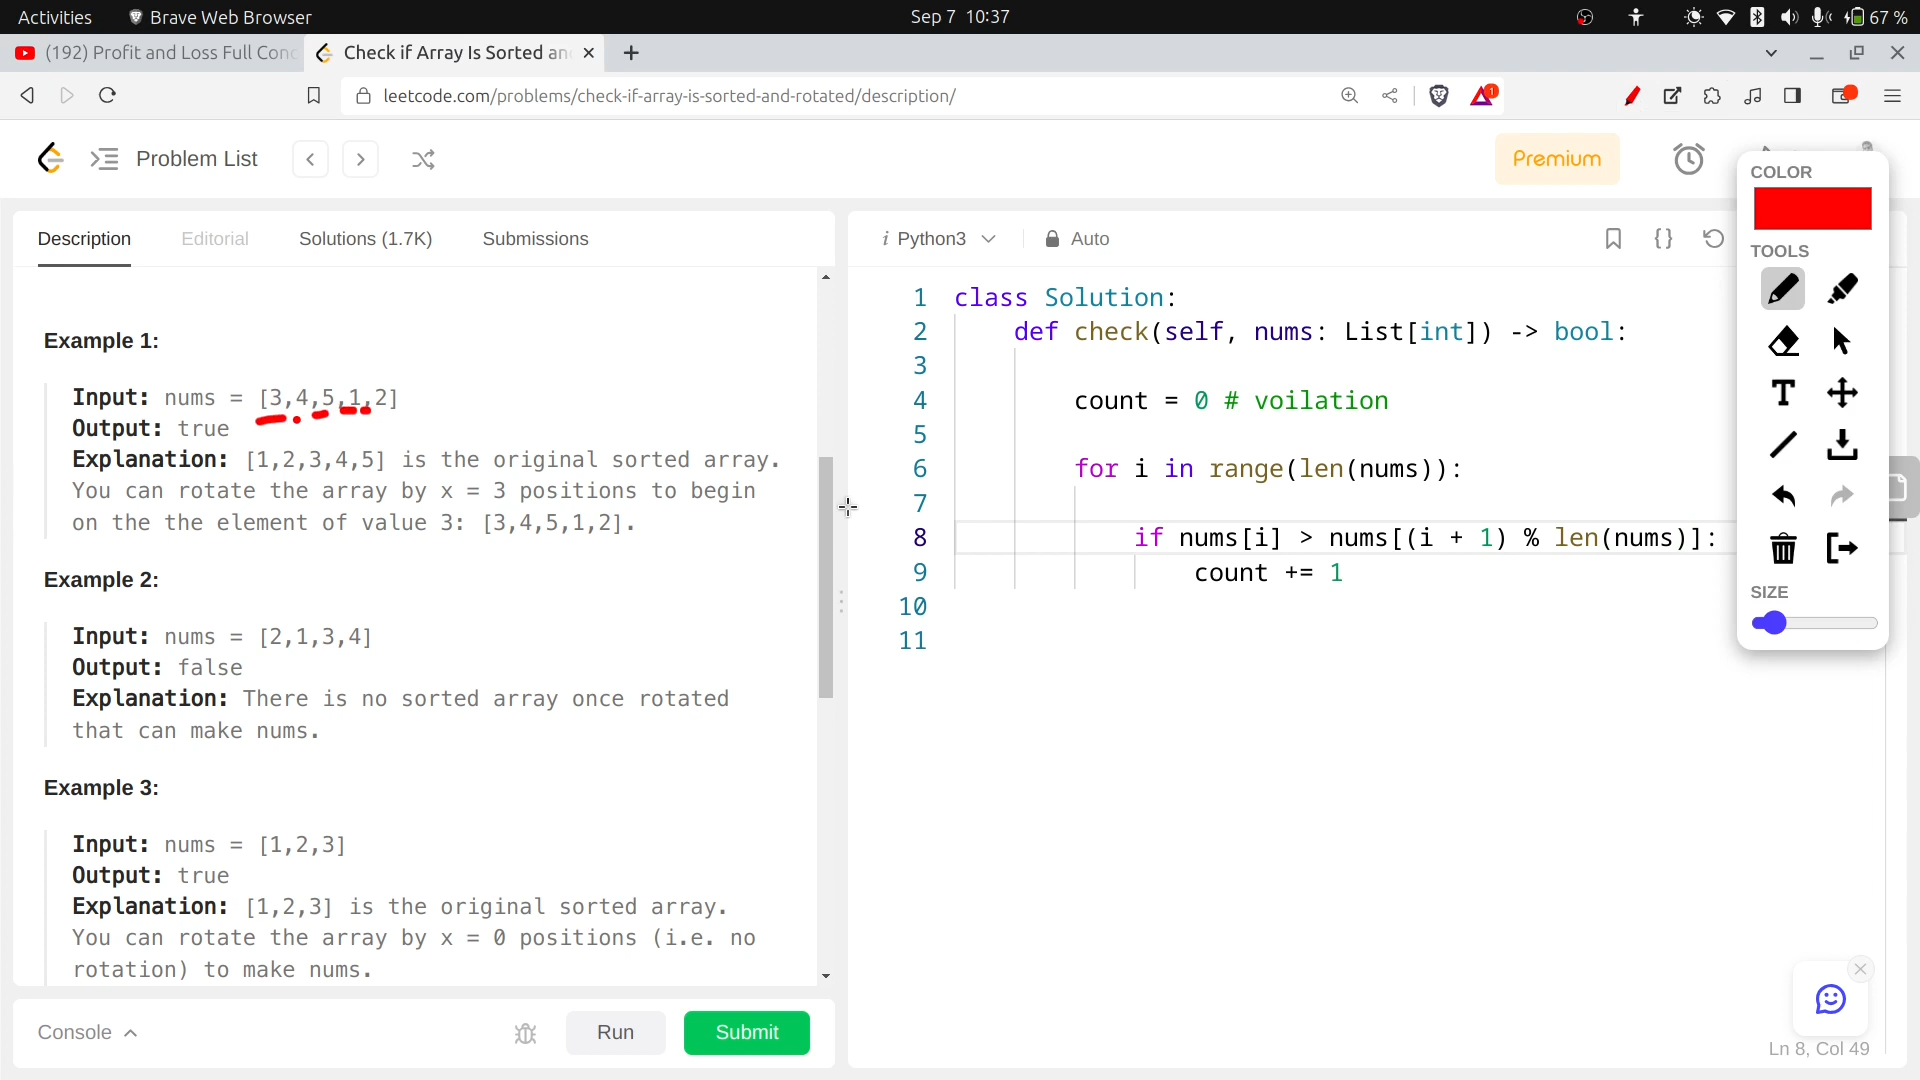 Activities
Brave Web Browser
Sep 7 10:37
67 %
(192) Profit and Loss Full Conc
Check if Array Is Sorted an
leetcode.com/problems/check-if-array-is-sorted-and-rotated/description/
1
Problem List
Premium
Description
Editorial
Solutions (1.7K)
Submissions
Example 1:
Input: nums = [3,4,5,1,2]
Output: true
Explanation: [1,2,3,4,5] is the original sorted array.
You can rotate the array by x = 3 positions to begin
on the the element of value 3: [3,4,5,1,2].
Example 2:
Input: nums = [2,1,3,4]
Output: false
Explanation: There is no sorted array once rotated
that can make nums.
Example 3:
Input: nums = [1,2,3]
Output: true
Explanation: [1,2,3] is the original sorted array.
You can rotate the array by x = 0 positions (i.e. no
rotation) to make nums.
Console
Run
Submit
i Python3
Auto
{}
1 class Solution:
2 def check(self, nums: List[int]) -> bool:
3
4 count = 0 # voilation
5
6 for i in range(len(nums)):
7
8 if nums[i] > nums[(i + 1) % len(nums)]:
9 count += 1
10
11
COLOR
TOOLS
T
SIZE
Ln 8, Col 49